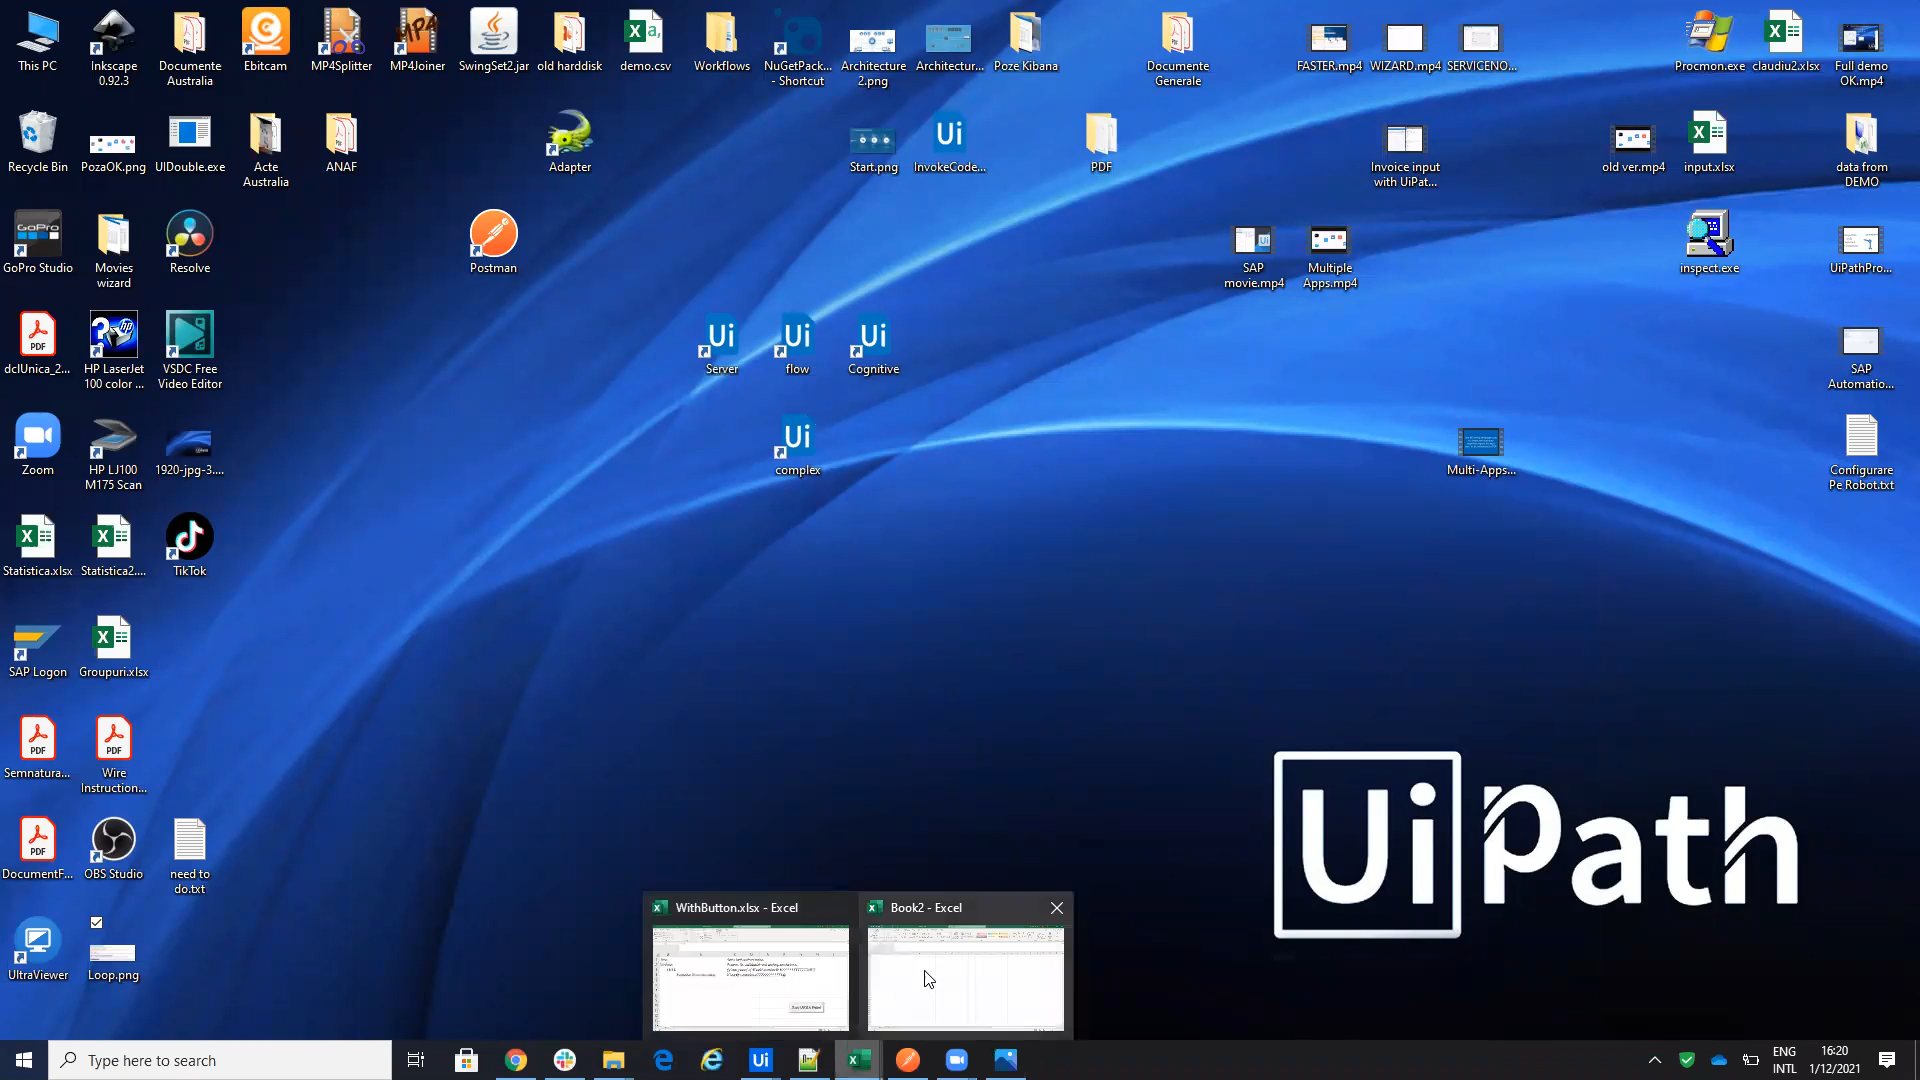 This PC
Inkscape
0.92.3
Documente
Australia
Ebitcam
MP4Splitter
MP4Joiner
SwingSet2.jar
old harddisk
demo.csv
Workflows
NuGetPack...
- Shortcut
Architecture
2.png
Architectur...
Poze Kibana
Documente
Generale
FASTER.mp4
WIZARD.mp4
SERVICENO...
Procmon.exe
claudiu2.xlsx
Full demo
OK.mp4
Recycle Bin
PozaOK.png
UIDouble.exe
Acte
Australia
ANAF
Adapter
Start.png
InvokeCode...
PDF
Invoice input
with UiPat...
old ver.mp4
input.xlsx
data from
DEMO
GoPro Studio
Movies
wizard
Resolve
Postman
SAP
movie.mp4
Multiple
Apps.mp4
inspect.exe
UiPathPro...
dclUnica_2...
HP LaserJet
100 color ...
VSDC Free
Video Editor
Server
flow
Cognitive
SAP
Automatio...
Zoom
HP LJ100
M175 Scan
1920-jpg-3....
complex
Multi-Apps...
Configurare
Pe Robot.txt
Statistica.xlsx
Statistica2....
TikTok
SAP Logon
Groupuri.xlsx
Semnatura...
Wire
Instruction...
DocumentF...
OBS Studio
need to
do.txt
UltraViewer
Loop.png
UiPath
WithButton.xlsx - Excel
Book2 - Excel
Type here to search
ENG
INTL
16:20
1/12/2021